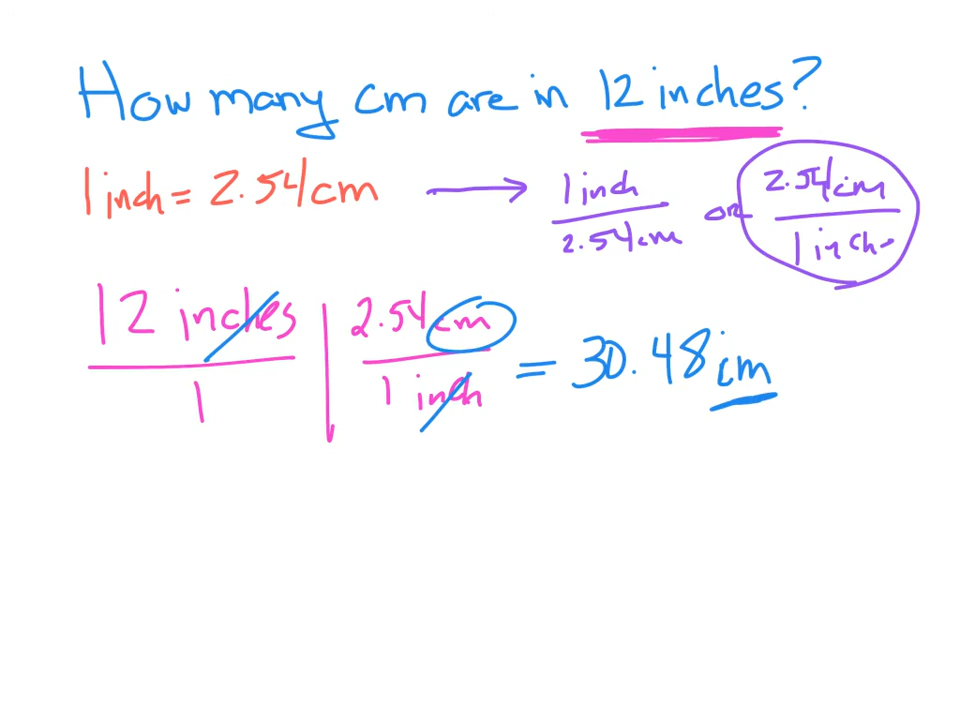 How many cm are in 12 inches?
1 inch = 2.54 cm → 1 inch / 2.54 cm or 2.54 cm / 1 inch
12 inches / 1 | 2.54 cm / 1 inch = 30.48 cm